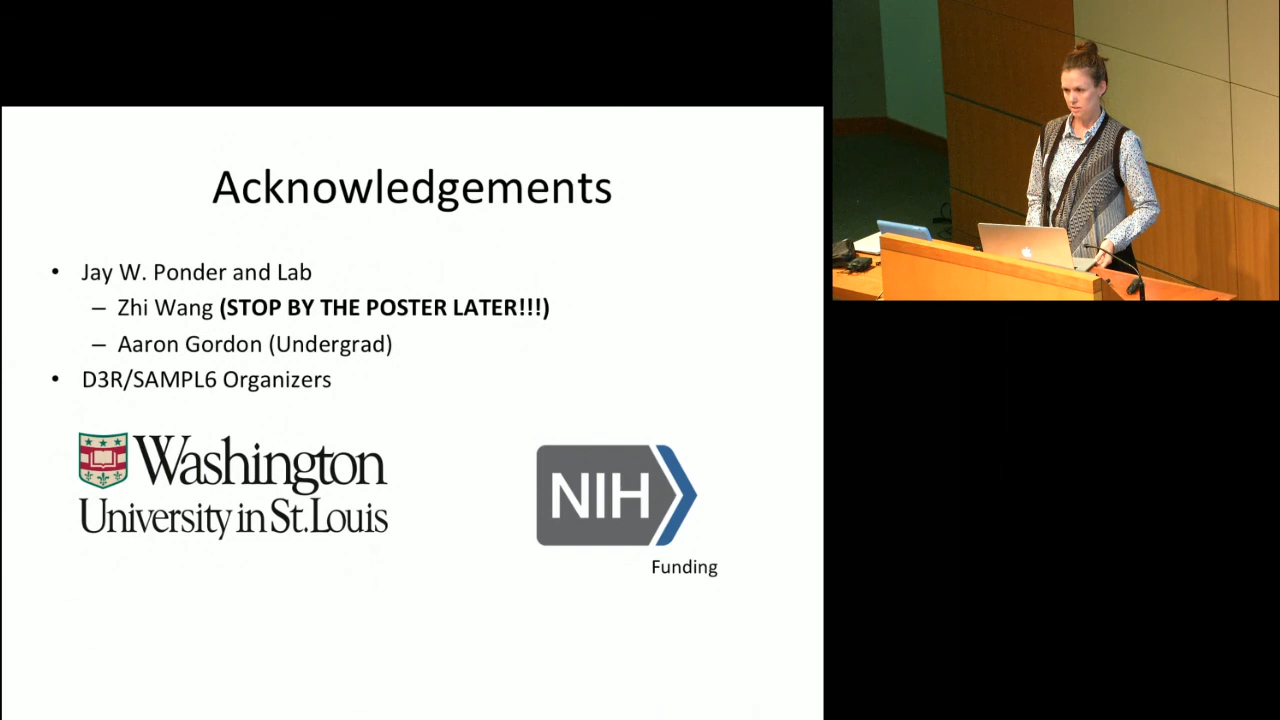 Acknowledgements
• Jay W. Ponder and Lab
– Zhi Wang (STOP BY THE POSTER LATER!!!)
– Aaron Gordon (Undergrad)
• D3R/SAMPL6 Organizers
Washington
University in St. Louis
NIH
Funding